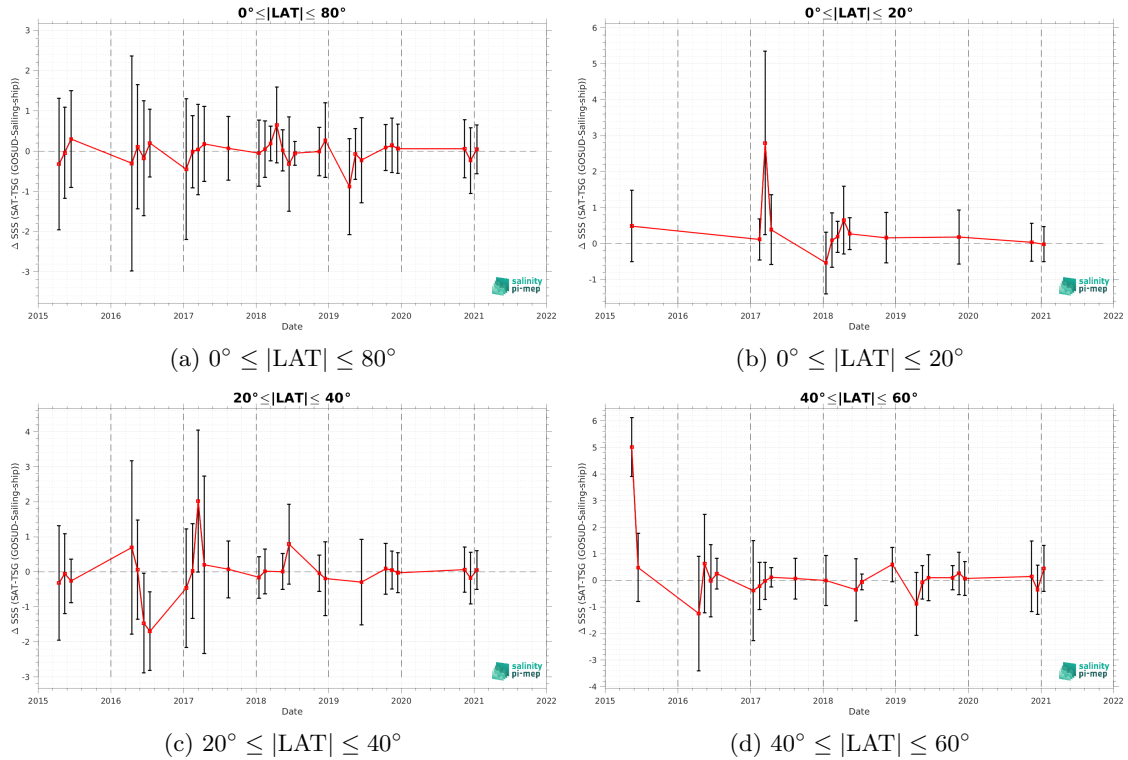 0°≤|LAT|≤ 80°
Δ SSS (SAT-TSG (GOSUD-Sailing-ship))
3
2
1
0
-1
-2
-3
2015 2016 2017 2018 2019 2020 2021 2022
Date
salinity
pi-mep
(a) 0° ≤ |LAT| ≤ 80°
0°≤|LAT|≤ 20°
Δ SSS (SAT-TSG (GOSUD-Sailing-ship))
6
5
4
3
2
1
0
-1
2015 2016 2017 2018 2019 2020 2021 2022
Date
salinity
pi-mep
(b) 0° ≤ |LAT| ≤ 20°
20°≤|LAT|≤ 40°
Δ SSS (SAT-TSG (GOSUD-Sailing-ship))
4
3
2
1
0
-1
-2
-3
2015 2016 2017 2018 2019 2020 2021 2022
Date
salinity
pi-mep
(c) 20° ≤ |LAT| ≤ 40°
40°≤|LAT|≤ 60°
Δ SSS (SAT-TSG (GOSUD-Sailing-ship))
6
5
4
3
2
1
0
-1
-2
-3
-4
2015 2016 2017 2018 2019 2020 2021 2022
Date
salinity
pi-mep
(d) 40° ≤ |LAT| ≤ 60°